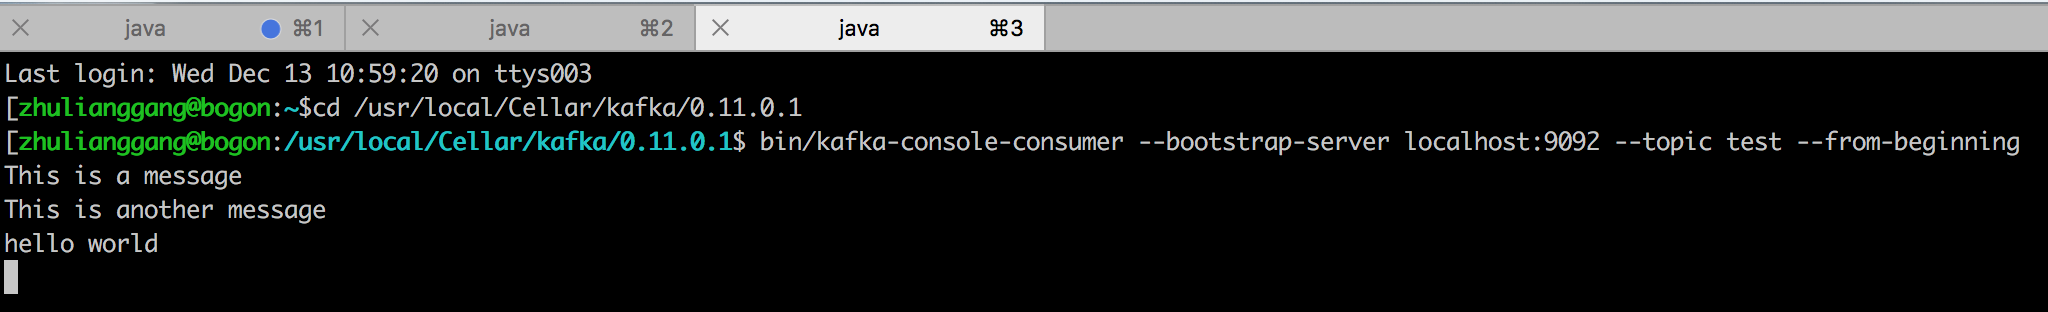 java ⌘1 java ⌘2 java ⌘3
Last login: Wed Dec 13 10:59:20 on ttys003
[zhulianggang@bogon:~$cd /usr/local/Cellar/kafka/0.11.0.1
[zhulianggang@bogon:/usr/local/Cellar/kafka/0.11.0.1$ bin/kafka-console-consumer --bootstrap-server localhost:9092 --topic test --from-beginning
This is a message
This is another message
hello world